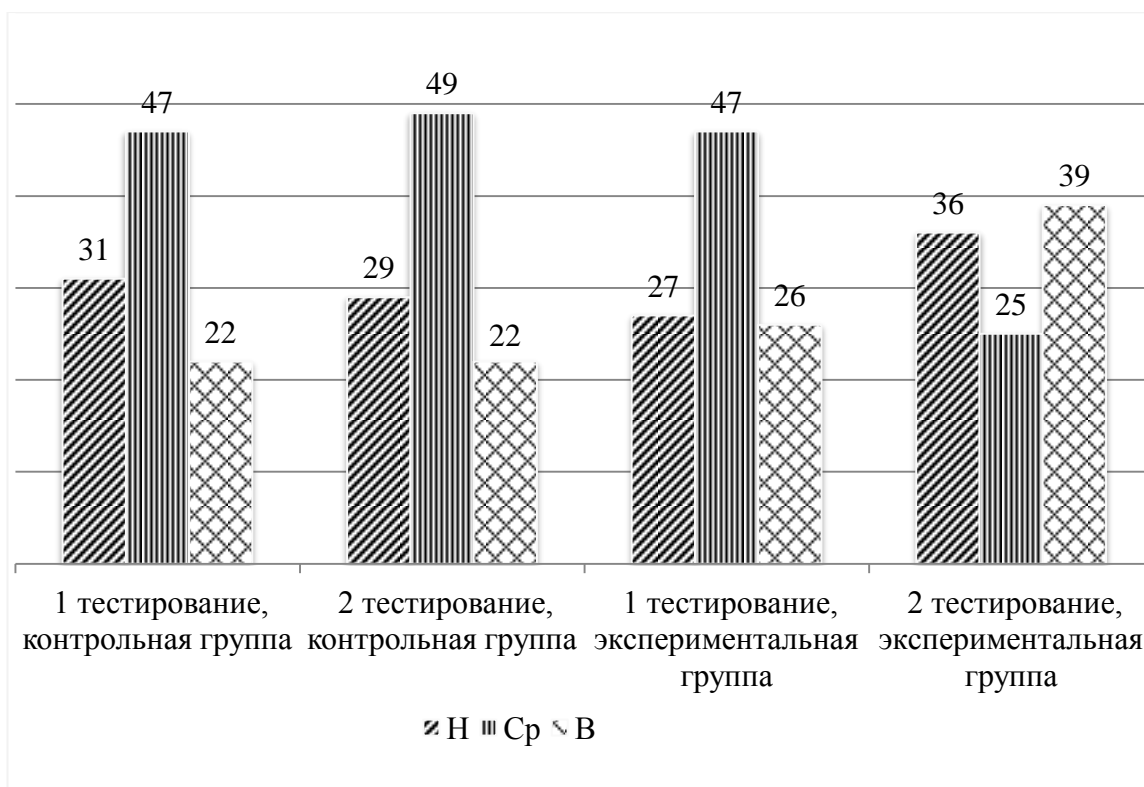 47 49 47
31 29 27 36 39
22 22 26 25
1 тестирование, 2 тестирование, 1 тестирование, 2 тестирование,
контрольная группа контрольная группа экспериментальная экспериментальная
группа группа
Н Ср В